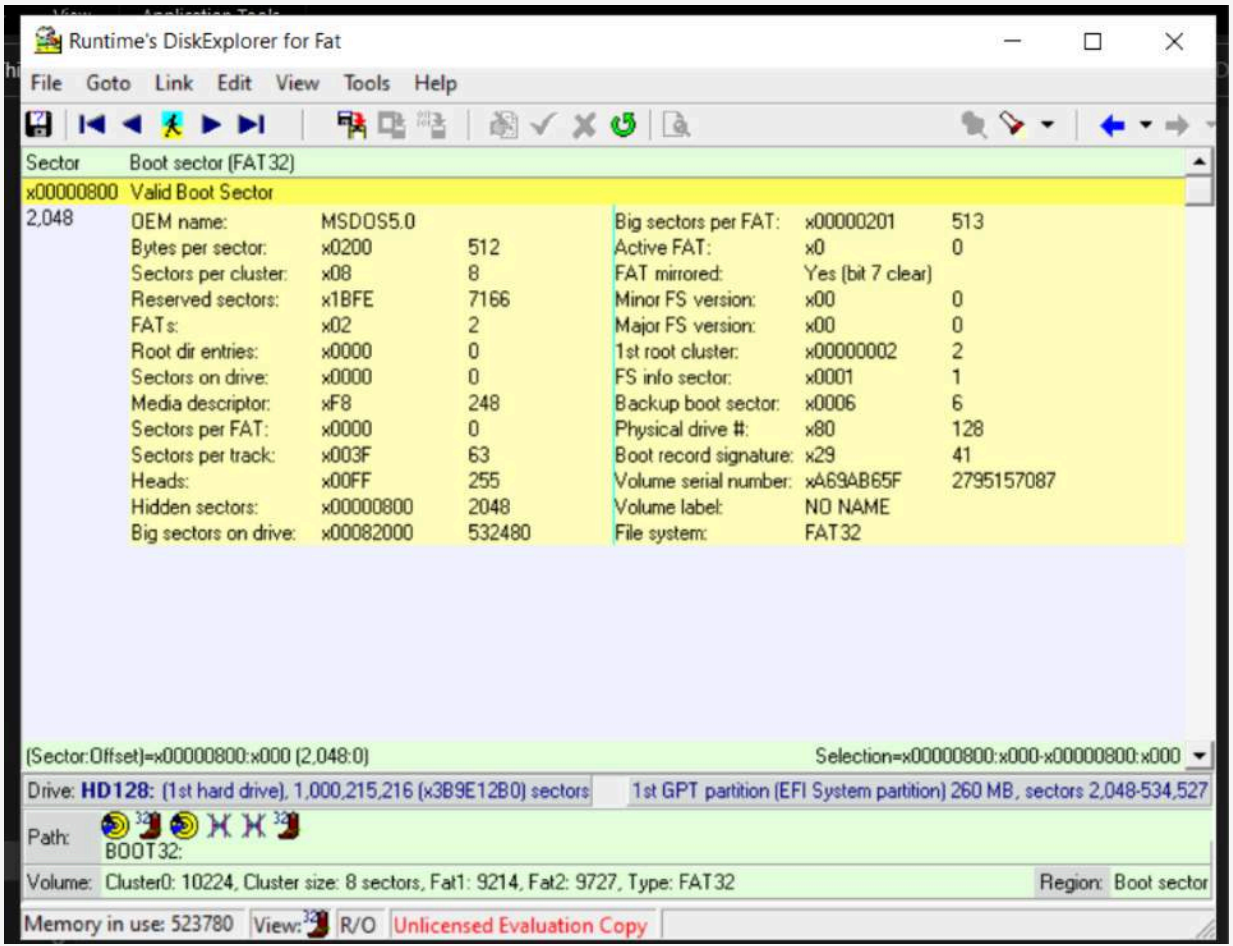 View Application Tools
Runtime's DiskExplorer for Fat
File Goto Link Edit View Tools Help
Sector Boot sector (FAT32)
x00000800 Valid Boot Sector
2,048 OEM name: MSDOS5.0 Big sectors per FAT: x00000201 513
Bytes per sector: x0200 512 Active FAT: x0 0
Sectors per cluster: x08 8 FAT mirrored: Yes (bit 7 clear)
Reserved sectors: x1BFE 7166 Minor FS version: x00 0
FATs: x02 2 Major FS version: x00 0
Root dir entries: x0000 0 1st root cluster: x00000002 2
Sectors on drive: x0000 0 FS info sector: x0001 1
Media descriptor: xF8 248 Backup boot sector: x0006 6
Sectors per FAT: x0000 0 Physical drive #: x80 128
Sectors per track: x003F 63 Boot record signature: x29 41
Heads: x00FF 255 Volume serial number: xA69AB65F 2795157087
Hidden sectors: x00000800 2048 Volume label: NO NAME
Big sectors on drive: x00082000 532480 File system: FAT32
(Sector:Offset)=x00000800:x000 (2,048:0) Selection=x00000800:x000-x00000800:x000
Drive: HD128: (1st hard drive), 1,000,215,216 (x3B9E12B0) sectors 1st GPT partition (EFI System partition) 260 MB, sectors 2,048-534,527
Path: BOOT32:
Volume: Cluster0: 10224, Cluster size: 8 sectors, Fat1: 9214, Fat2: 9727, Type: FAT32 Region: Boot sector
Memory in use: 523780 View: 32 R/O Unlicensed Evaluation Copy